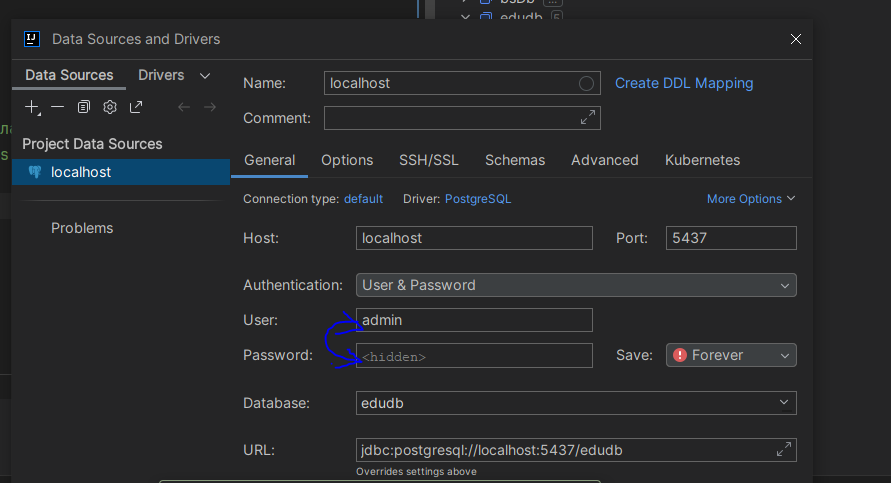 bsDb ...
edudb 5
IJ Data Sources and Drivers
Data Sources Drivers
Name: localhost Create DDL Mapping
Comment:
Project Data Sources
localhost
Problems
General Options SSH/SSL Schemas Advanced Kubernetes
Connection type: default Driver: PostgreSQL More Options
Host: localhost Port: 5437
Authentication: User & Password
User: admin
Password: <hidden> Save: Forever
Database: edudb
URL: jdbc:postgresql://localhost:5437/edudb
Overrides settings above